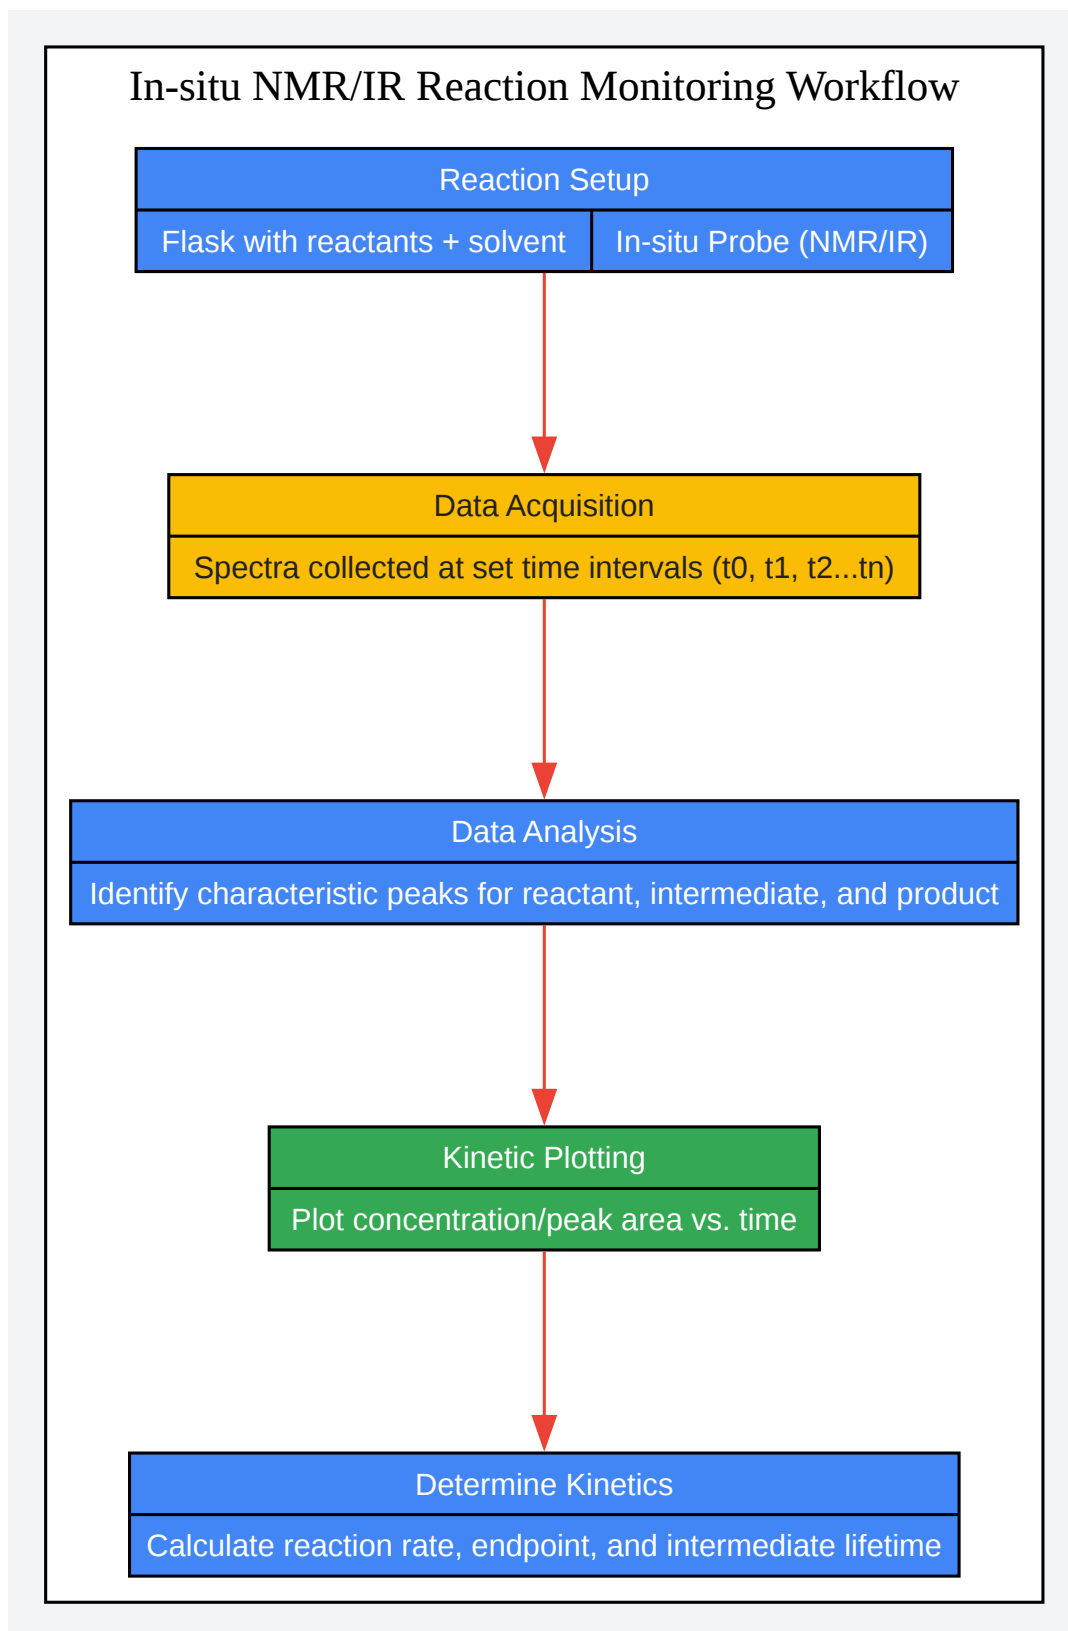 In-situ NMR/IR Reaction Monitoring Workflow
Reaction Setup
Flask with reactants + solvent
In-situ Probe (NMR/IR)
Data Acquisition
Spectra collected at set time intervals (t0, t1, t2...tn)
Data Analysis
Identify characteristic peaks for reactant, intermediate, and product
Kinetic Plotting
Plot concentration/peak area vs. time
Determine Kinetics
Calculate reaction rate, endpoint, and intermediate lifetime